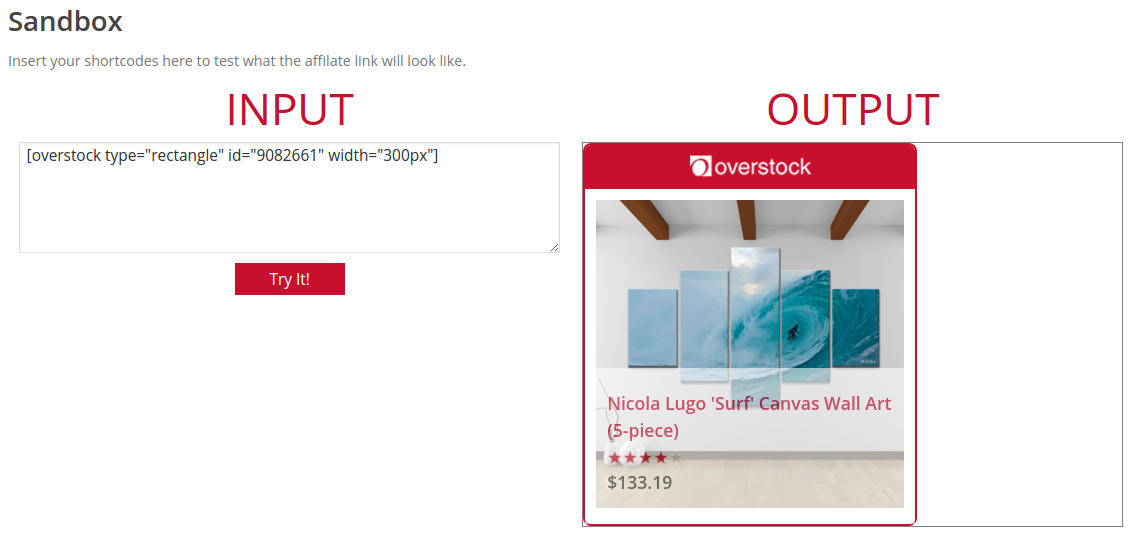 Sandbox
Insert your shortcodes here to test what the affilate link will look like.
INPUT
[overstock type="rectangle" id="9082661" width="300px"]
Try It!
OUTPUT
overstock
Nicola Lugo 'Surf' Canvas Wall Art
(5-piece)
$133.19